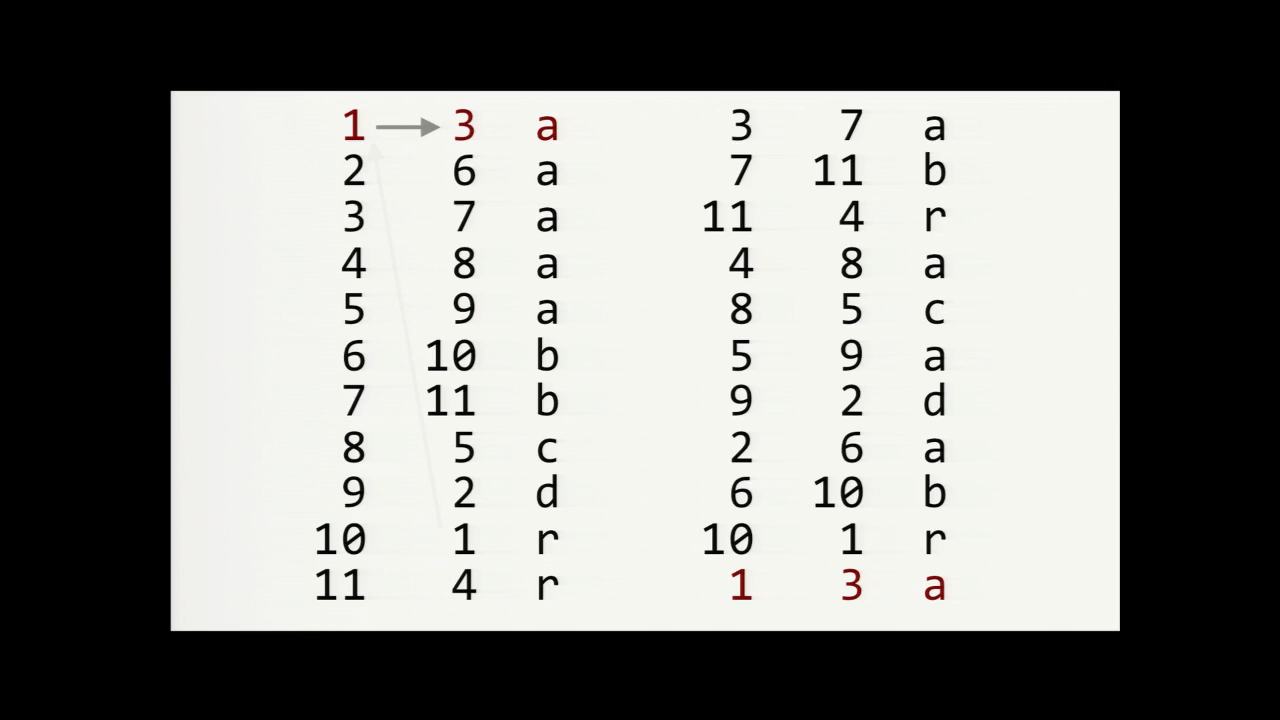 1 3 a 3 7 a
2 6 a 7 11 b
3 7 a 11 4 r
4 8 a 4 8 a
5 9 a 8 5 c
6 10 b 5 9 a
7 11 b 9 2 d
8 5 c 2 6 a
9 2 d 6 10 b
10 1 r 10 1 r
11 4 r 1 3 a